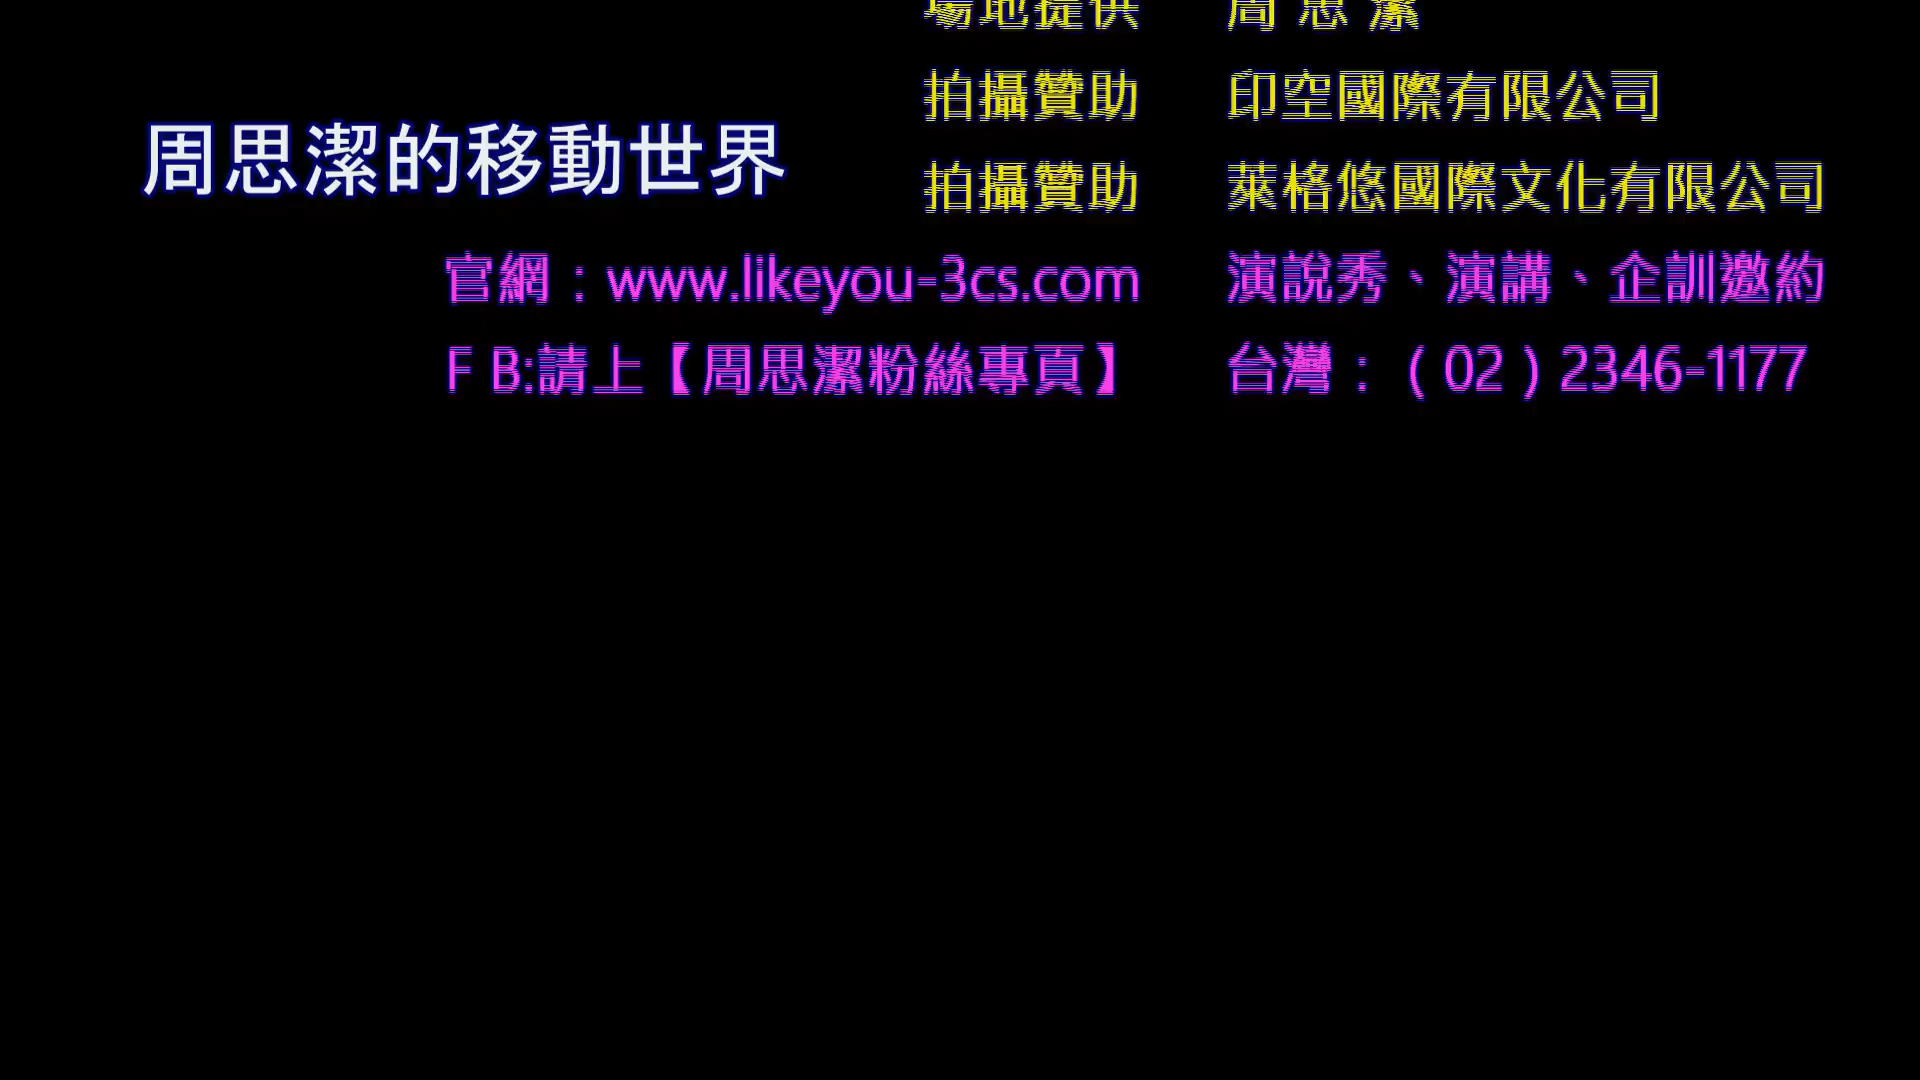 場地提供 周 思 潔
拍攝贊助 印空國際有限公司
周思潔的移動世界
拍攝贊助 萊格悠國際文化有限公司
官網：www.likeyou-3cs.com 演說秀、演講、企訓邀約
F B:請上【周思潔粉絲專頁】 台灣：（02）2346-1177